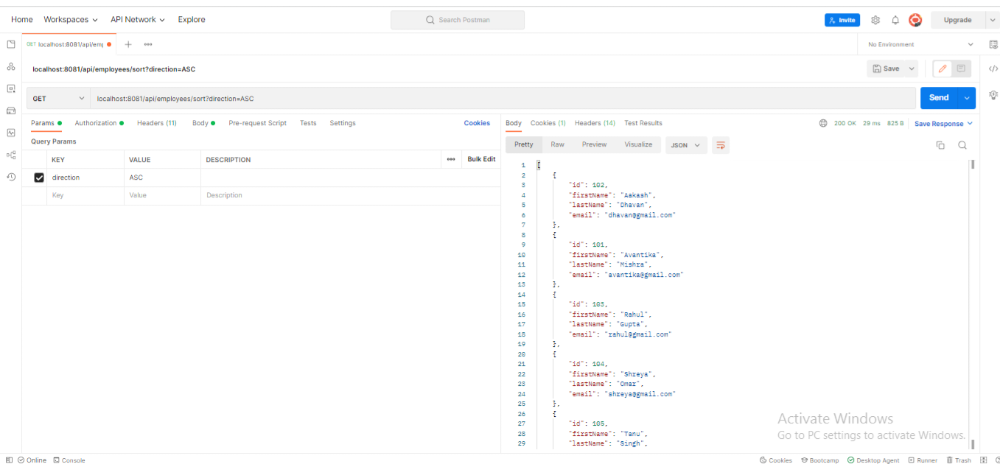 Home Workspaces API Network Explore Search Postman Invite Upgrade
GET localhost:8081/api/emp No Environment
localhost:8081/api/employees/sort?direction=ASC Save
GET localhost:8081/api/employees/sort?direction=ASC Send
Params Authorization Headers (11) Body Pre-request Script Tests Settings Cookies
Body Cookies (1) Headers (14) Test Results 200 OK 29 ms 825 B Save Response
Query Params
Pretty Raw Preview Visualize JSON
KEY VALUE DESCRIPTION Bulk Edit
direction ASC
Key Value Description
1 [
2 {
3 "id": 102,
4 "firstName": "Aakash",
5 "lastName": "Dhavan",
6 "email": "dhavan@gmail.com"
7 },
8 {
9 "id": 101,
10 "firstName": "Avantika",
11 "lastName": "Mishra",
12 "email": "avantika@gmail.com"
13 },
14 {
15 "id": 103,
16 "firstName": "Rahul",
17 "lastName": "Gupta",
18 "email": "rahul@gmail.com"
19 },
20 {
21 "id": 104,
22 "firstName": "Shreya",
23 "lastName": "Omar",
24 "email": "shreya@gmail.com"
25 },
26 {
27 "id": 105,
28 "firstName": "Tanu",
29 "lastName": "Singh",
Activate Windows
Go to PC settings to activate Windows.
Online Console Cookies Bootcamp Desktop Agent Runner Trash